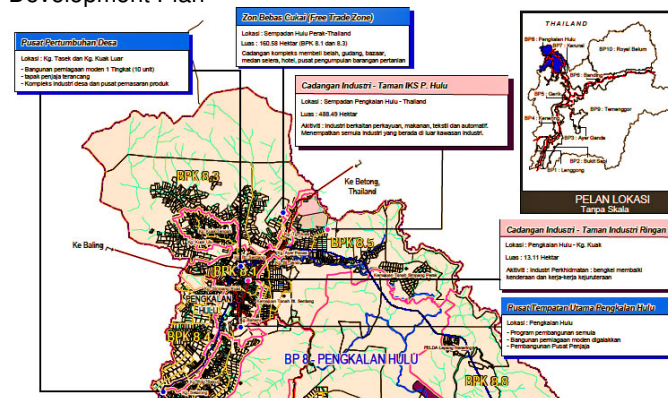 Development Plan
Pusat Pertumbuhan Desa
Lokasi : Kg. Tasek dan Kg. Kuak Luar
- Bangunan perniagaan moden 1 Tingkat (10 unit)
- tapak penjaja terancang
- Kompleks industri desa dan pusat pemasaran produk
Zon Bebas Cukai (Free Trade Zone)
Lokasi : Sempadan Hulu Perak-Thailand
Luas : 160.58 Hektar (BPK 8.1 dan 8.3)
Cadangan kompleks membeli belah, gudang, bazaar,
medan selera, hotel, pusat pengumpulan barangan pertanian
Cadangan Industri - Taman IKS P. Hulu
Lokasi : Sempadan Pengkalan Hulu - Thailand
Luas : 488.49 Hektar
Aktiviti : Industri berkaitan perkayuan, makanan, tekstil dan automatif.
Menempatkan semula industri yang berada di luar kawasan industri.
THAILAND
BP8: Pengkalan Hulu
BP7 : Kerunai
BP10 : Royal Belum
BP6 : Banding
BP5 : Gerik
BP9 : Temenggor
BP4 : Kenering
BP3 : Ayer Ganda
BP2 : Bukit Sapi
BP1 : Lenggong
PELAN LOKASI
Tanpa Skala
Cadangan Industri - Taman Industri Ringan
Lokasi : Pengkalan Hulu - Kg. Kuak
Luas : 13.11 Hektar
Aktiviti : Industri Perkhidmatan : bengkel membaiki
kenderaan dan kerja-kerja kejuruteraan
Pusat Tempatan Utama Pengkalan Hulu
Lokasi : Pengkalan Hulu
- Program pembangunan semula
- Bangunan perniagaan moden digalakkan
- Pembangunan Pusat Penjaja
BPK 8.3
Ke Betong,
Thailand
Ke Baling
BPK 8.5
BPK 8.1
PENGKALAN
HULU
BPK 8.4
BP 8 - PENGKALAN HULU
BPK 8.8